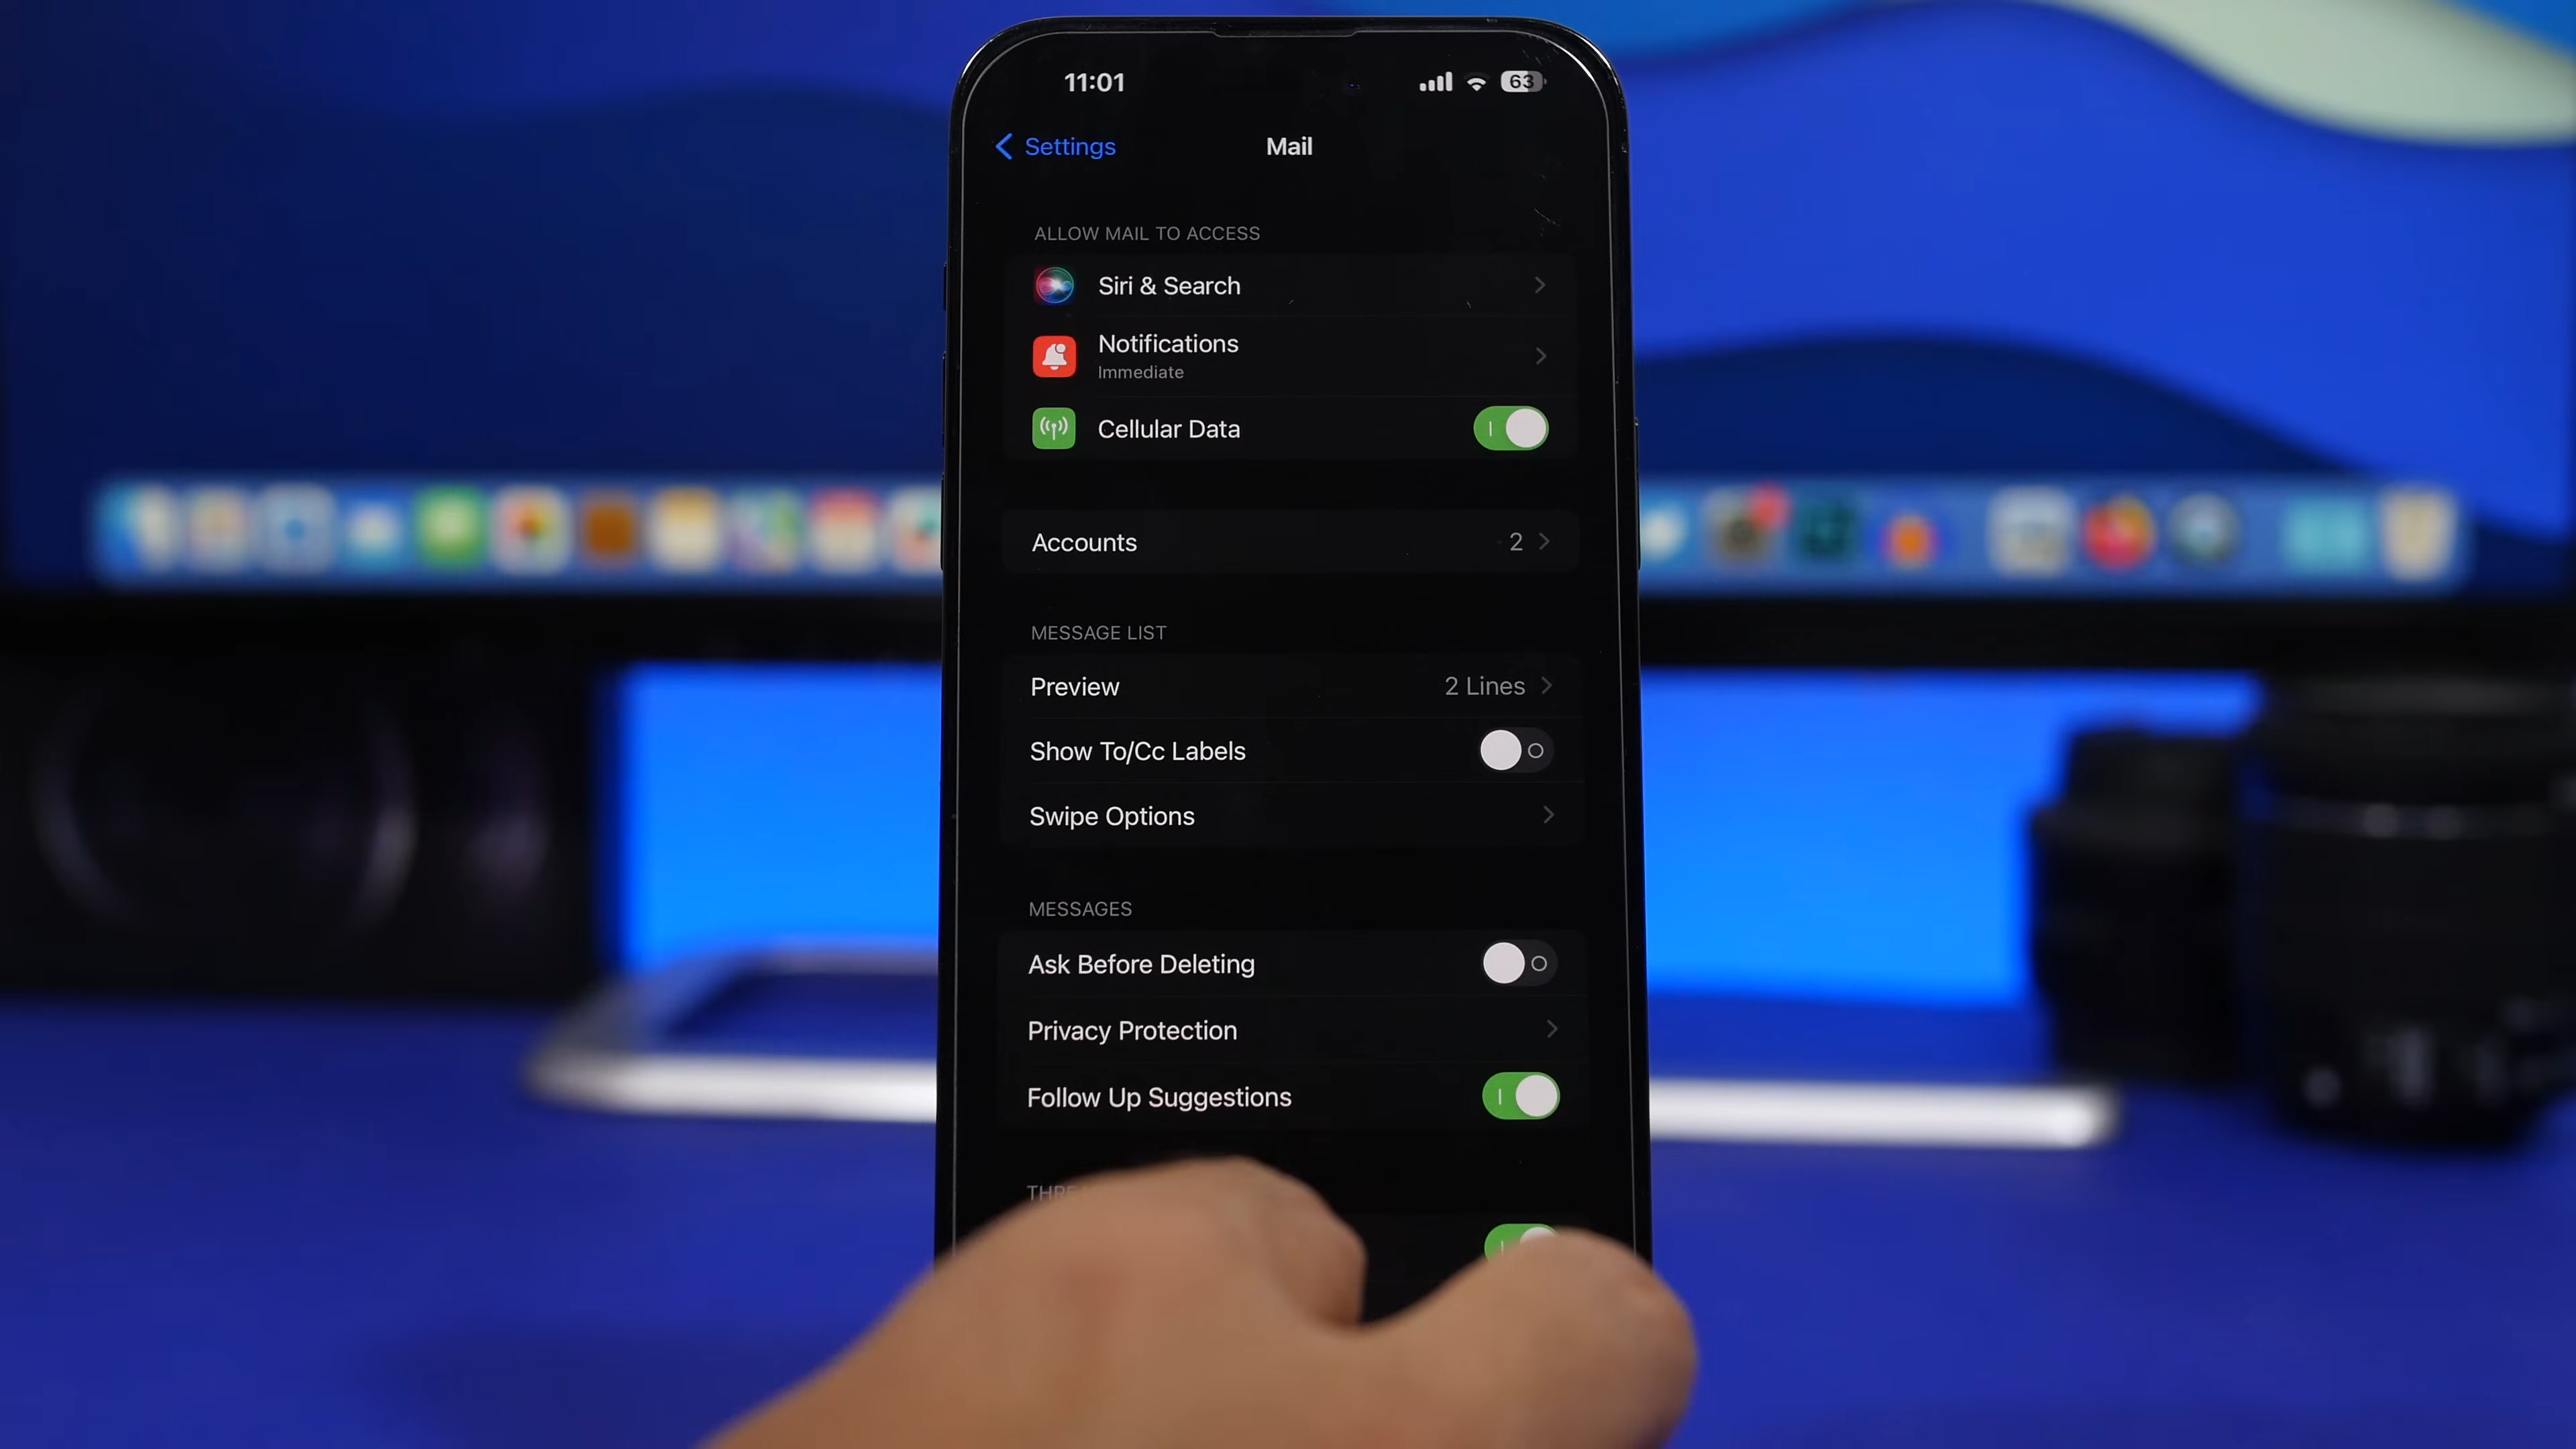 11:01
63
Settings
Mail
ALLOW MAIL TO ACCESS
Siri & Search
Notifications
Immediate
Cellular Data
Accounts
2
MESSAGE LIST
Preview
2 Lines
Show To/Cc Labels
Swipe Options
MESSAGES
Ask Before Deleting
Privacy Protection
Follow Up Suggestions